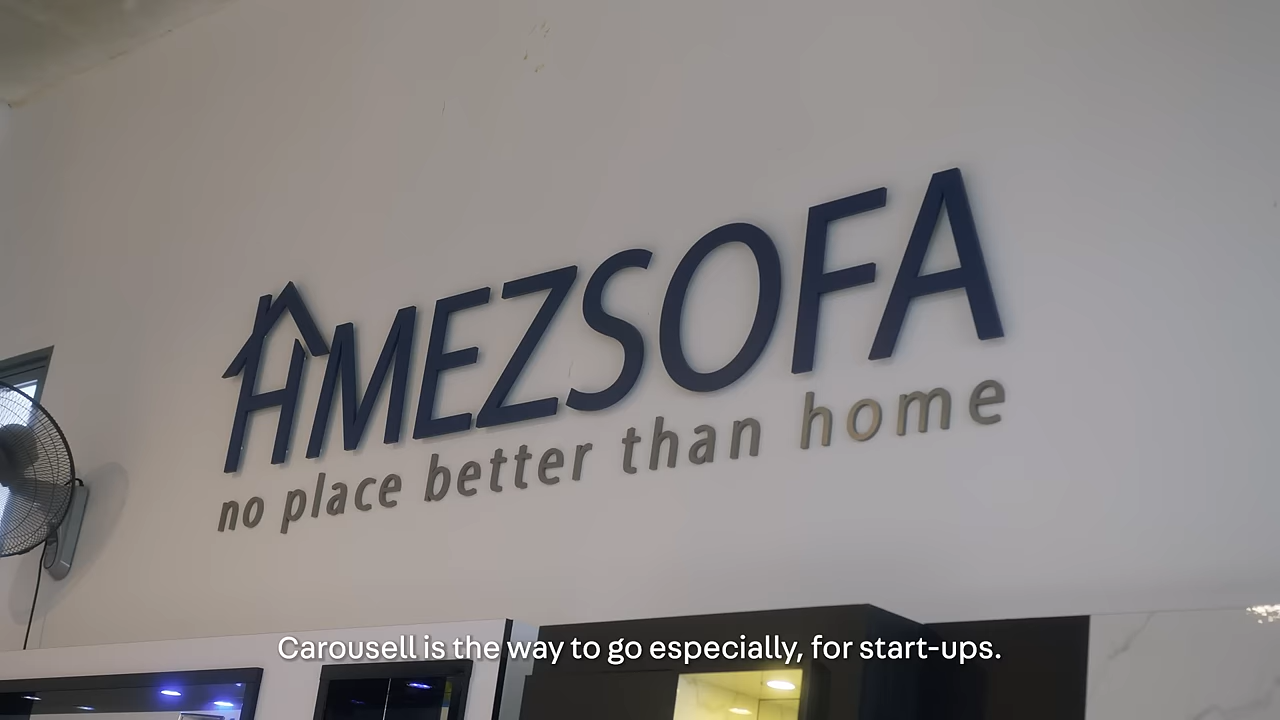 HMEZSOFA
no place better than home
Carousell is the way to go especially, for start-ups.